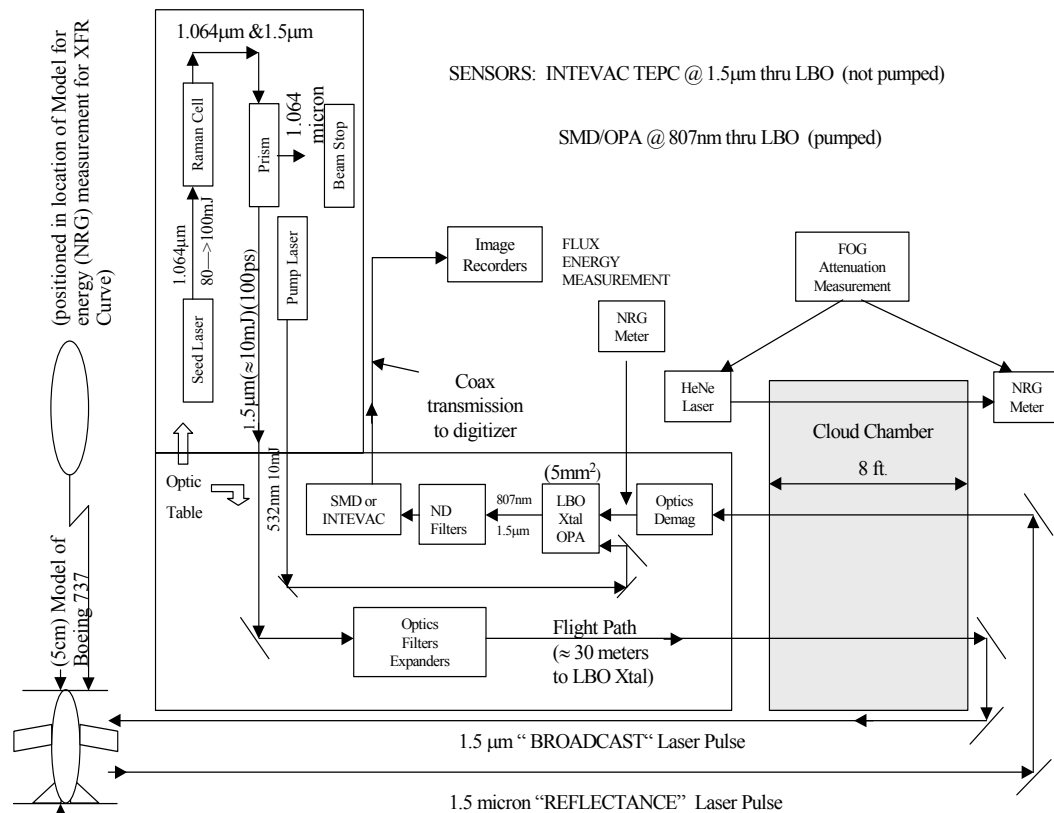 1.064µm &1.5µm
SENSORS: INTEVAC TEPC @ 1.5µm thru LBO (not pumped)
SMD/OPA @ 807nm thru LBO (pumped)
(positioned in location of Model for
energy (NRG) measurement for XFR
Curve)
Raman Cell
Prism
1.064
micron
Beam Stop
1.064µm
80—>100mJ
Seed Laser
1.5µm(≈10mJ)(100ps)
Pump Laser
Image
Recorders
FLUX
ENERGY
MEASUREMENT
NRG
Meter
FOG
Attenuation
Measurement
HeNe
Laser
NRG
Meter
Coax
transmission
to digitizer
Cloud Chamber
8 ft.
Optic
Table
532nm 10mJ
SMD or
INTEVAC
ND
Filters
807nm
1.5µm
(5mm²)
LBO
Xtal
OPA
Optics
Demag
Optics
Filters
Expanders
Flight Path
(≈ 30 meters
to LBO Xtal)
(5cm) Model of
Boeing 737
1.5 µm“ BROADCAST“ Laser Pulse
1.5 micron “REFLECTANCE” Laser Pulse